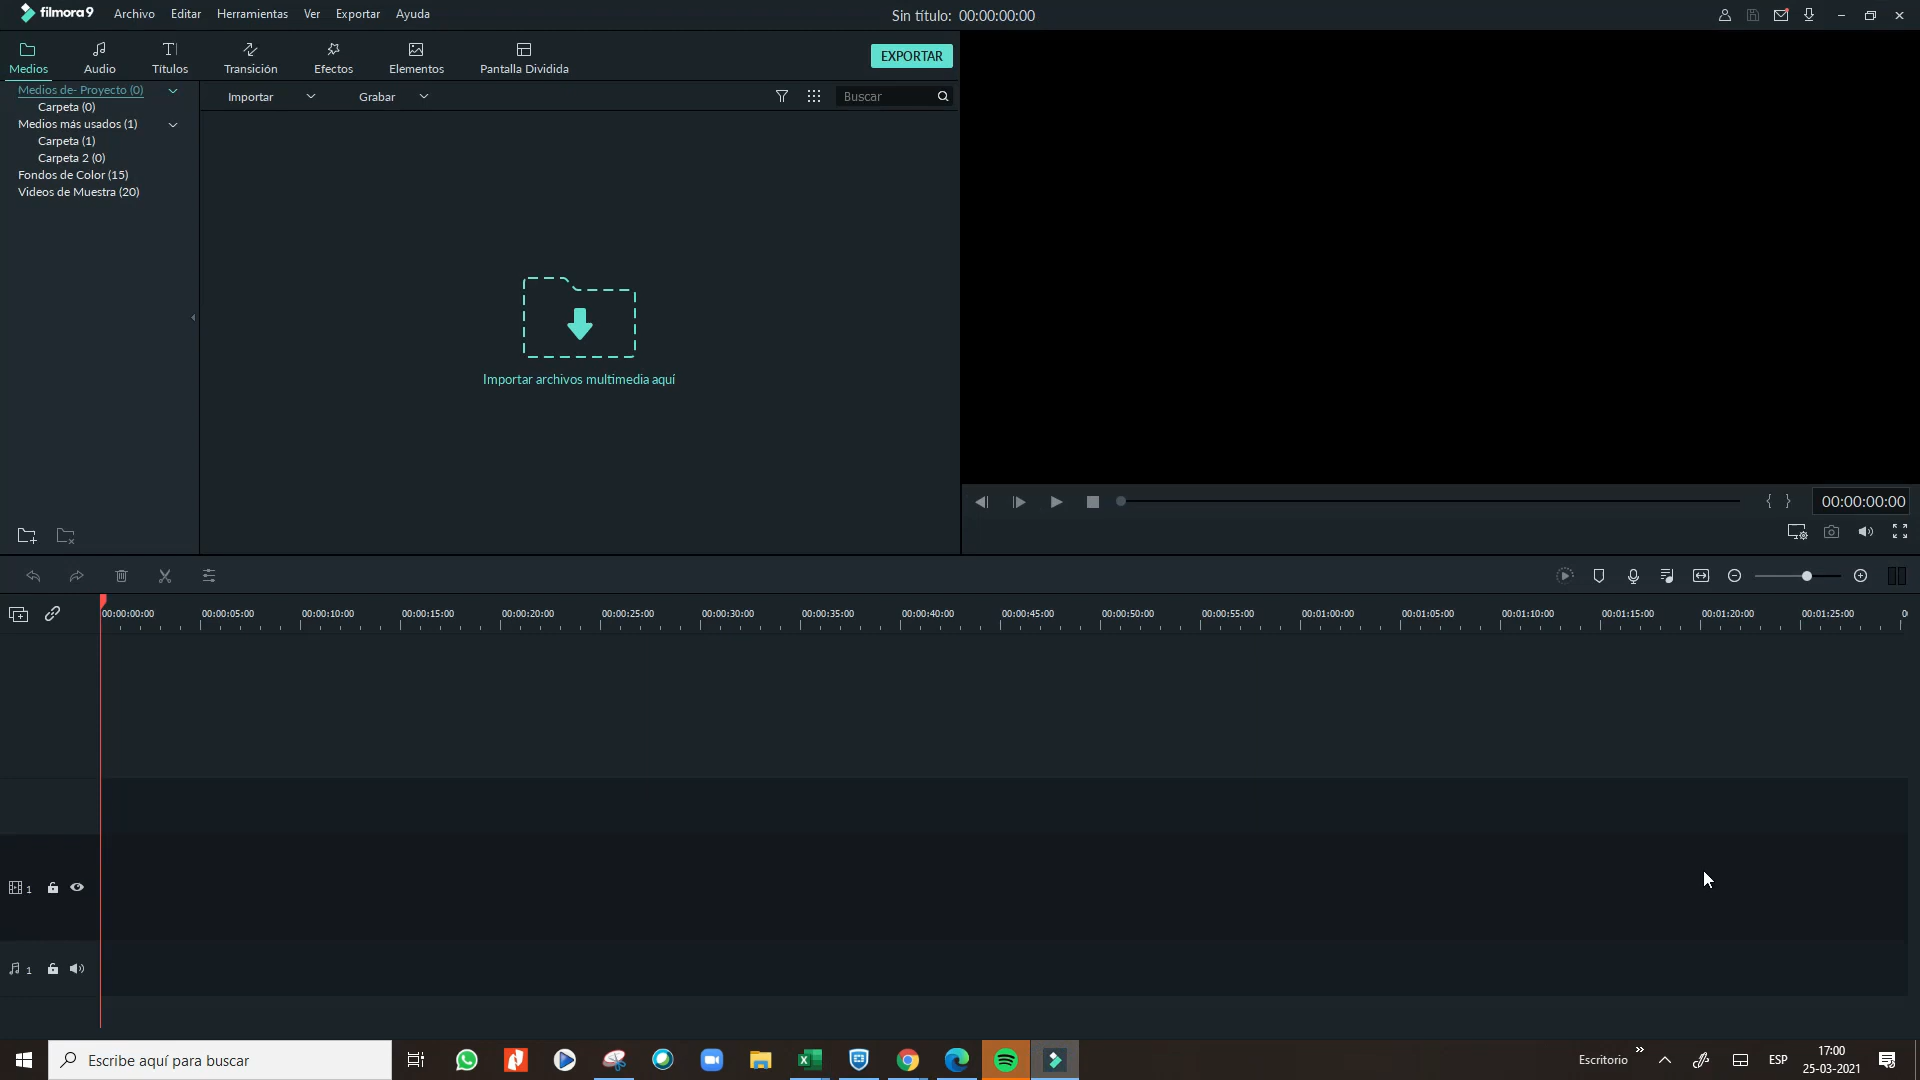 filmora9 Archivo Editar Herramientas Ver Exportar Ayuda Sin título: 00:00:00:00
Medios Audio Títulos Transición Efectos Elementos Pantalla Dividida EXPORTAR
Medios de- Proyecto (0)
Importar Grabar Buscar
Carpeta (0)
Medios más usados (1)
Carpeta (1)
Carpeta 2 (0)
Fondos de Color (15)
Videos de Muestra (20)
Importar archivos multimedia aquí
{ } 00:00:00:00
00:00:00:00 00:00:05:00 00:00:10:00 00:00:15:00 00:00:20:00 00:00:25:00 00:00:30:00 00:00:35:00 00:00:40:00 00:00:45:00 00:00:50:00 00:00:55:00 00:01:00:00 00:01:05:00 00:01:10:00 00:01:15:00 00:01:20:00 00:01:25:00
1
1
Escribe aquí para buscar
Escritorio » ESP 17:00
25-03-2021